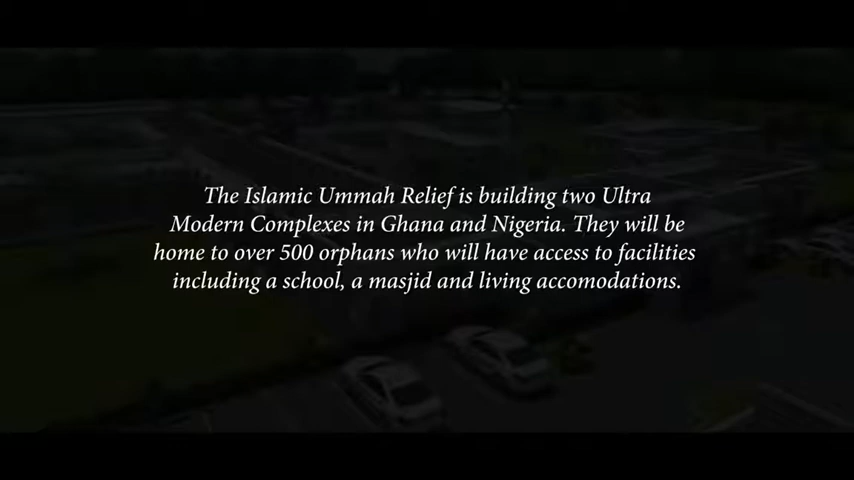 The Islamic Ummah Relief is building two Ultra
Modern Complexes in Ghana and Nigeria. They will be
home to over 500 orphans who will have access to facilities
including a school, a masjid and living accomodations.